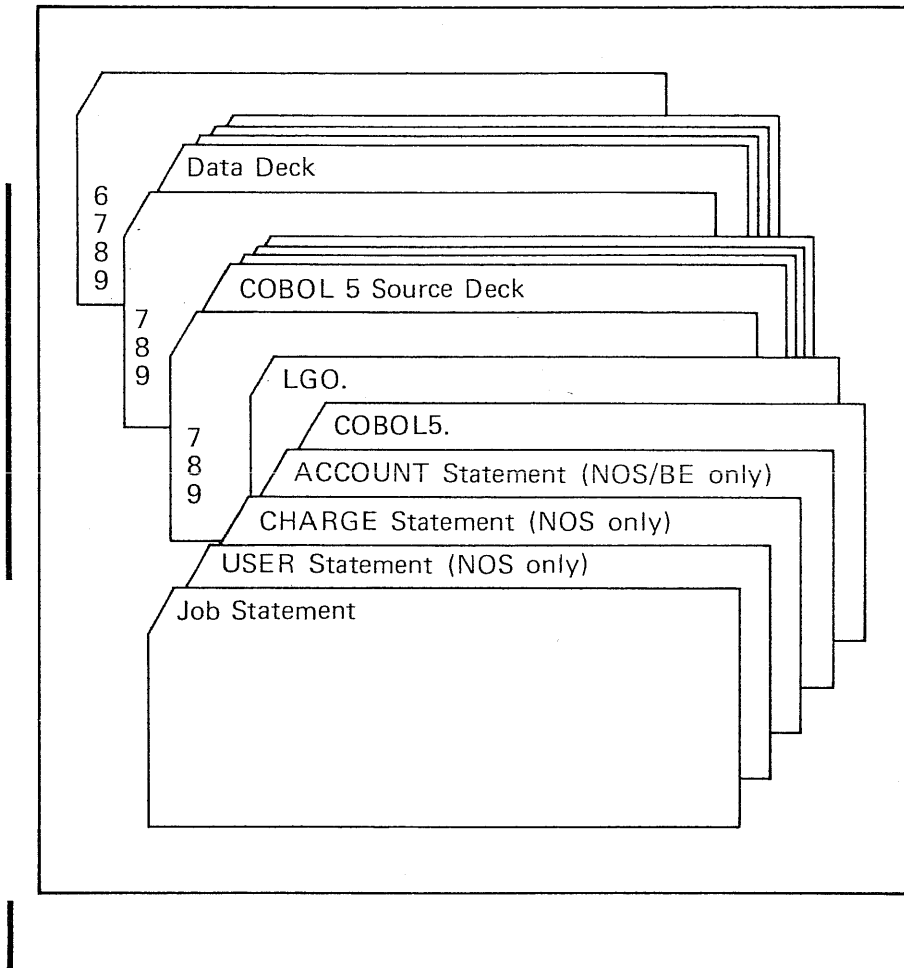 6
7
8
9
Data Deck
7
8
9
COBOL 5 Source Deck
7
8
9
LGO.
COBOL5.
ACCOUNT Statement (NOS/BE only)
CHARGE Statement (NOS only)
USER Statement (NOS only)
Job Statement